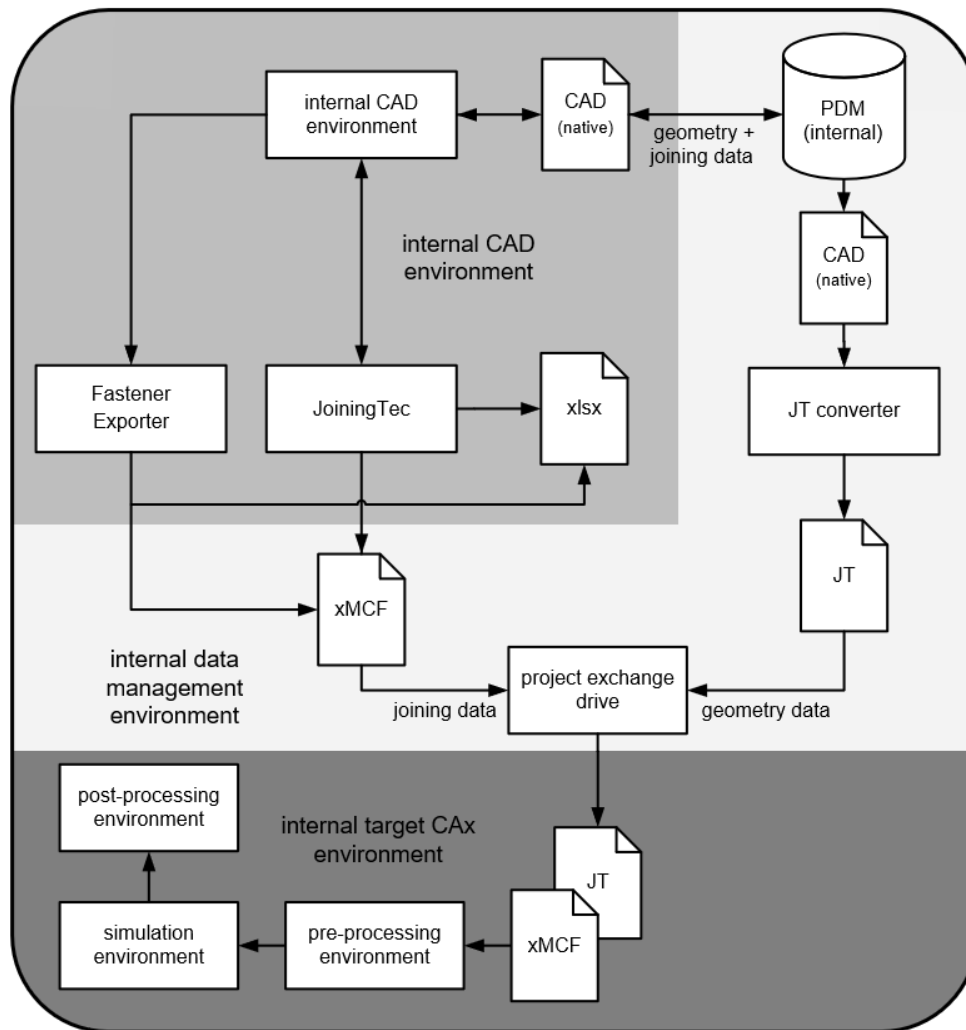 internal CAD
environment
CAD
(native)
geometry +
joining data
PDM
(internal)
internal CAD
environment
CAD
(native)
Fastener
Exporter
JoiningTec
xlsx
JT converter
xMCF
JT
internal data
management
environment
joining data
project exchange
drive
geometry data
post-processing
environment
internal target CAx
environment
JT
xMCF
simulation
environment
pre-processing
environment